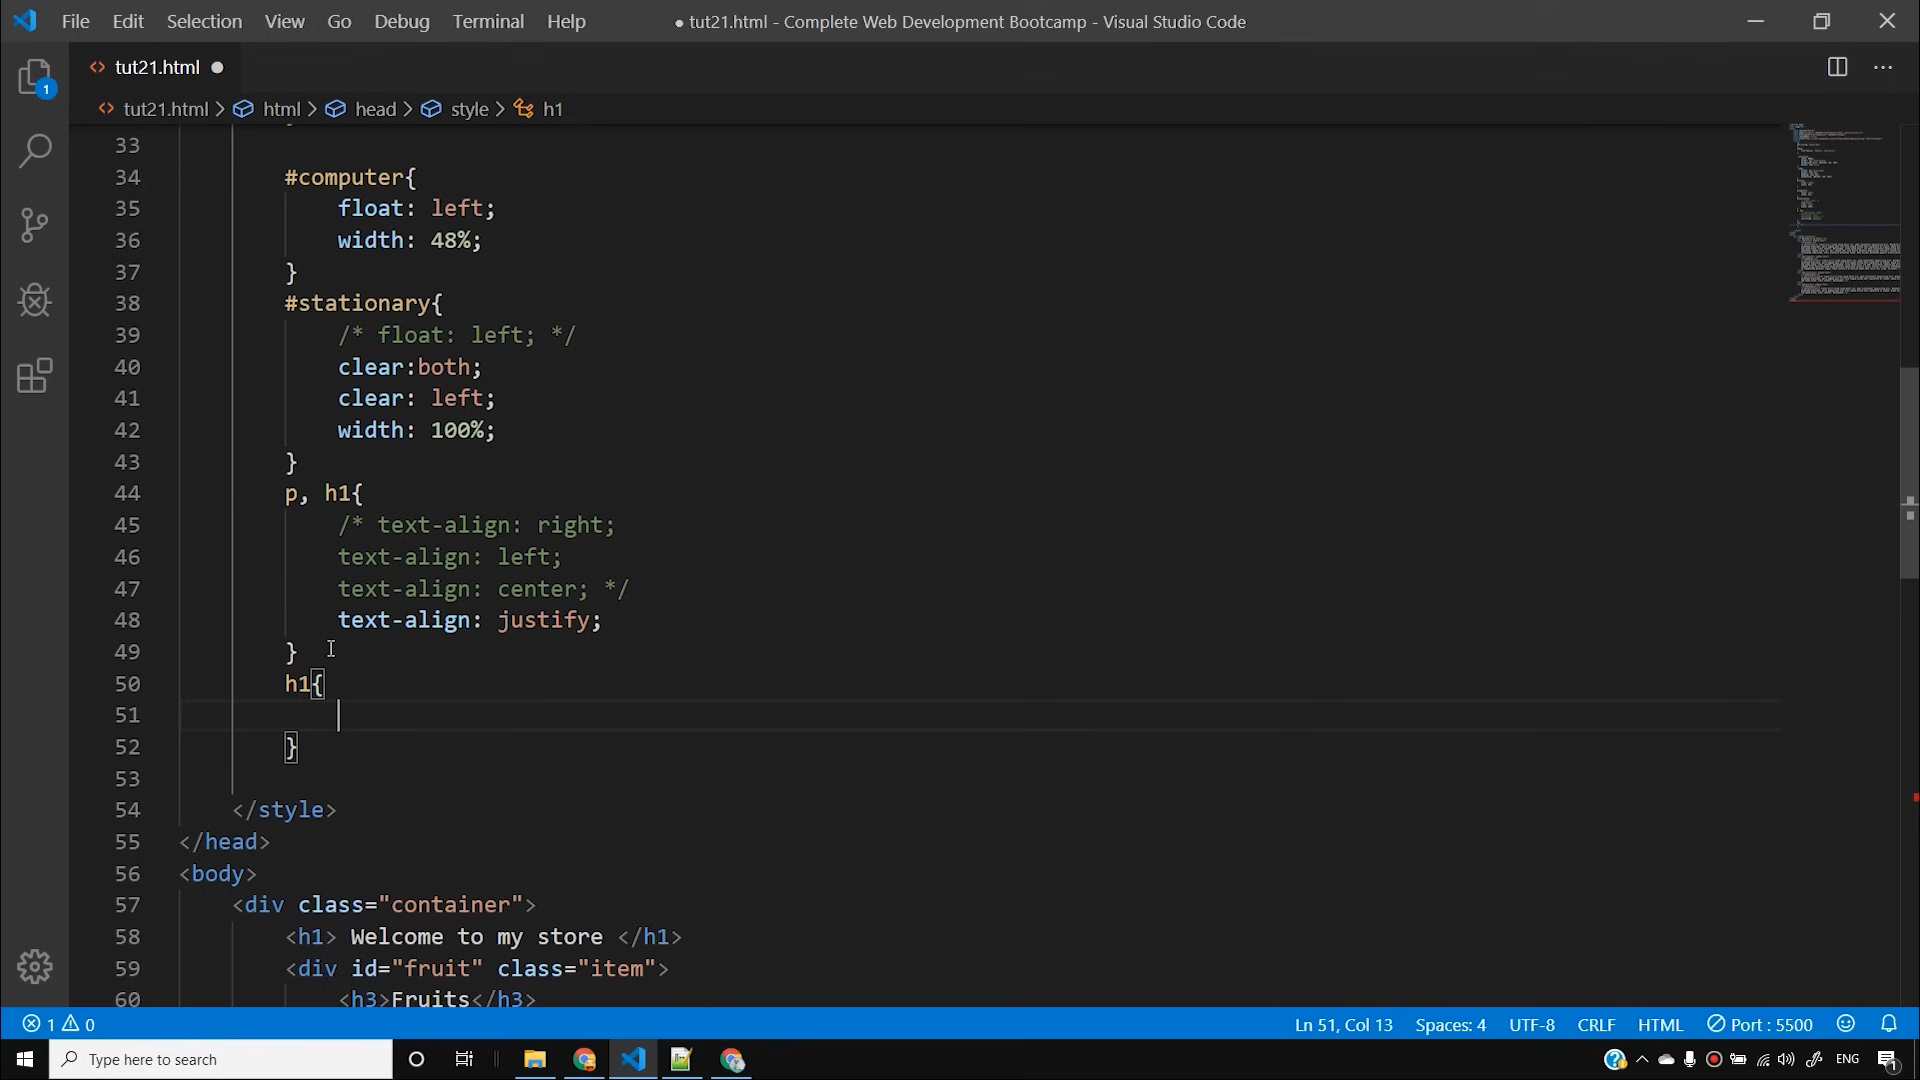 File Edit Selection View Go Debug Terminal Help
● tut21.html - Complete Web Development Bootcamp - Visual Studio Code
tut21.html
tut21.html > html > head > style > h1
33
34 #computer{
35 float: left;
36 width: 48%;
37 }
38 #stationary{
39 /* float: left; */
40 clear:both;
41 clear: left;
42 width: 100%;
43 }
44 p, h1{
45 /* text-align: right;
46 text-align: left;
47 text-align: center; */
48 text-align: justify;
49 }
50 h1{
51
52 }
53
54 </style>
55 </head>
56 <body>
57 <div class="container">
58 <h1> Welcome to my store </h1>
59 <div id="fruit" class="item">
60 <h3>Fruits</h3>
1
1 0
Ln 51, Col 13 Spaces: 4 UTF-8 CRLF HTML Port : 5500
Type here to search
ENG
1